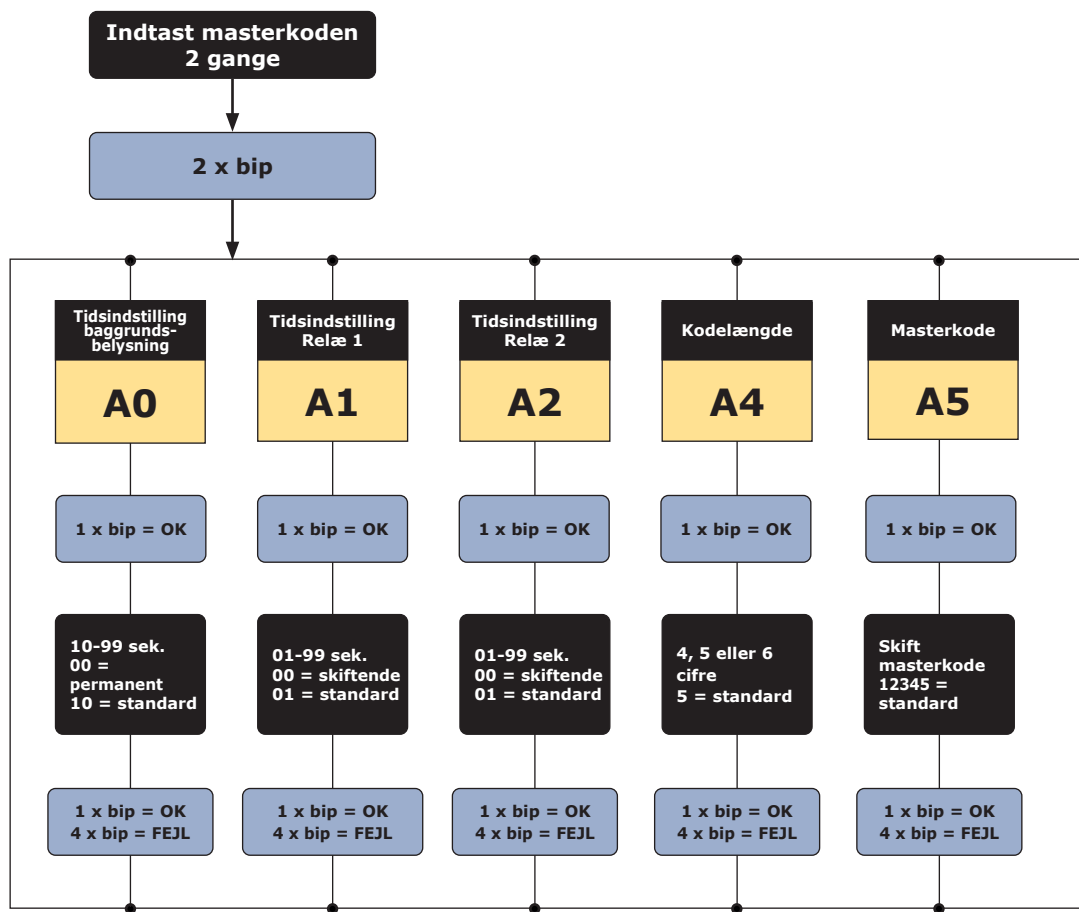 Indtast masterkoden
2 gange
2 x bip
Tidsindstilling
baggrunds-
belysning
A0
1 x bip = OK
10-99 sek.
00 =
permanent
10 = standard
1 x bip = OK
4 x bip = FEJL
Tidsindstilling
Relæ 1
A1
1 x bip = OK
01-99 sek.
00 = skiftende
01 = standard
1 x bip = OK
4 x bip = FEJL
Tidsindstilling
Relæ 2
A2
1 x bip = OK
01-99 sek.
00 = skiftende
01 = standard
1 x bip = OK
4 x bip = FEJL
Kodelængde
A4
1 x bip = OK
4, 5 eller 6
cifre
5 = standard
1 x bip = OK
4 x bip = FEJL
Masterkode
A5
1 x bip = OK
Skift
masterkode
12345 =
standard
1 x bip = OK
4 x bip = FEJL